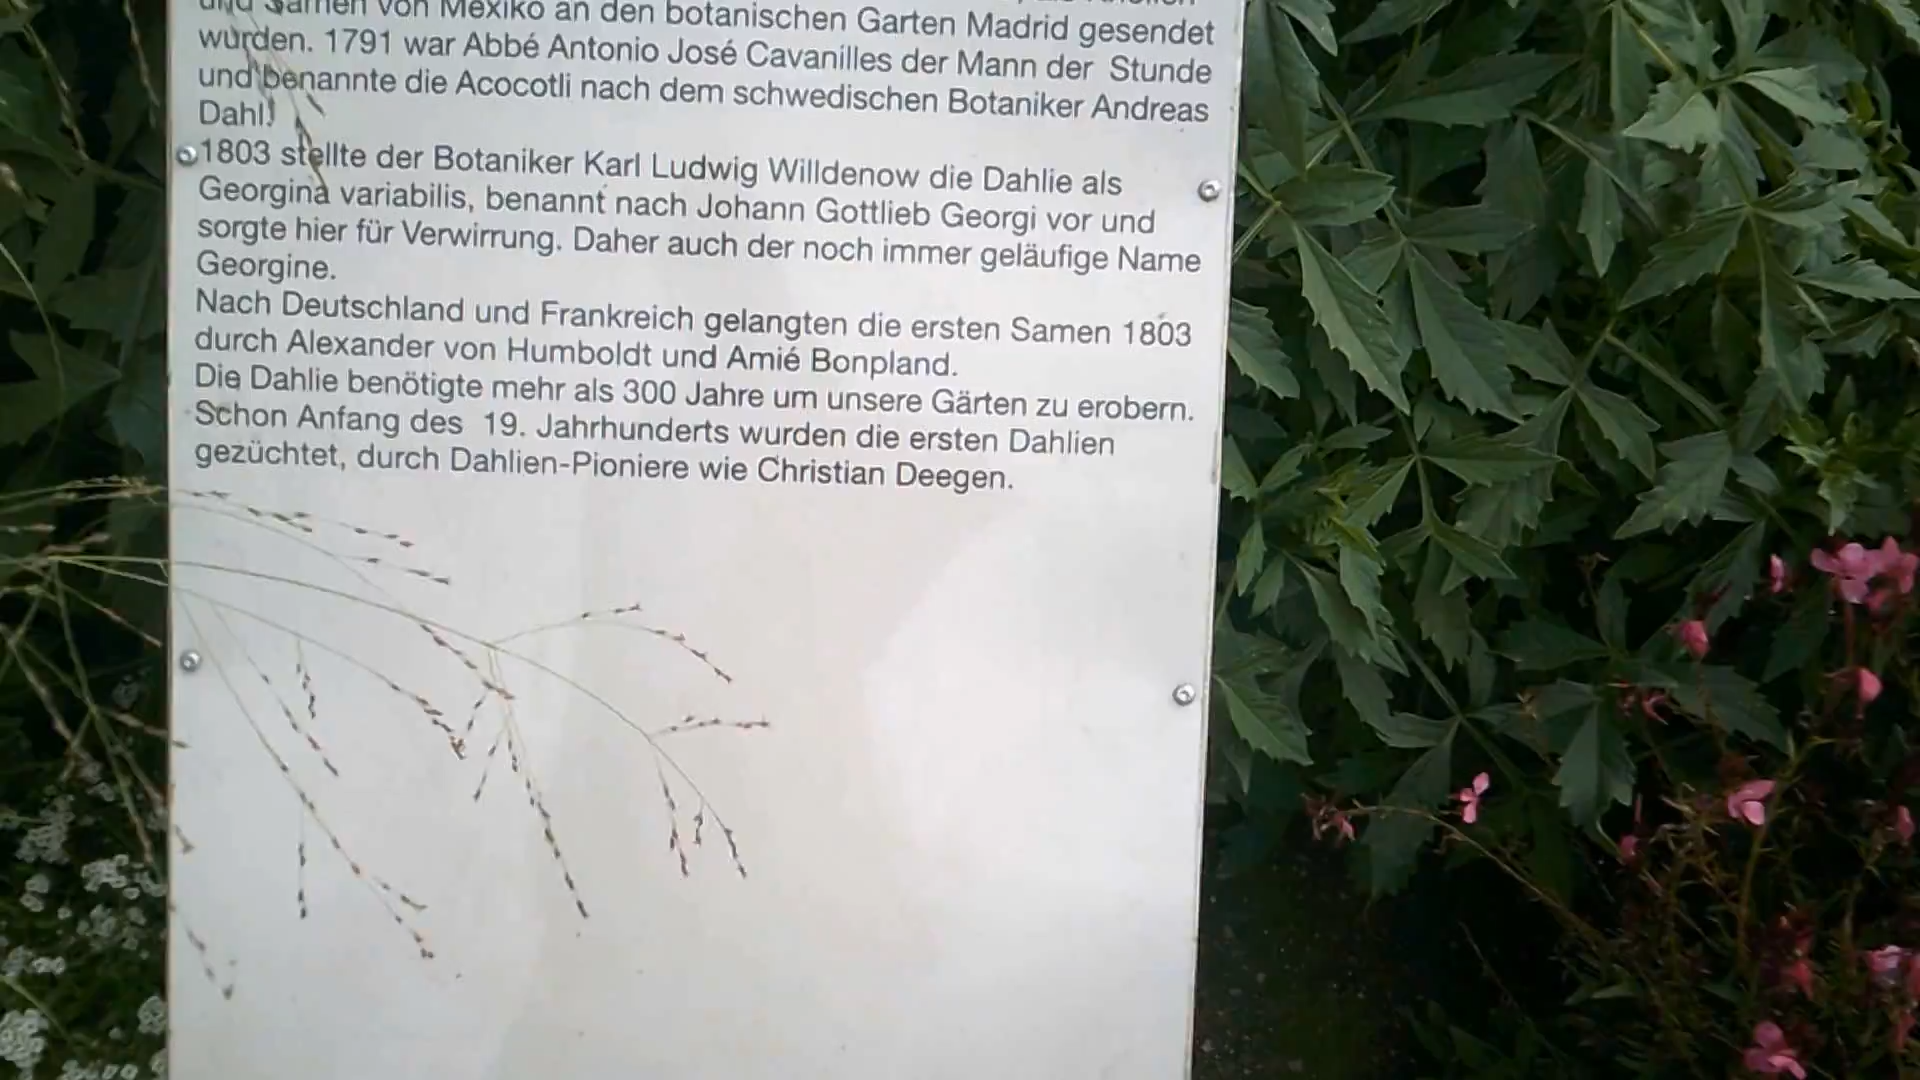 und Samen von Mexiko an den botanischen Garten Madrid gesendet
wurden. 1791 war Abbé Antonio José Cavanilles der Mann der Stunde
und benannte die Acocotli nach dem schwedischen Botaniker Andreas
Dahl!
1803 stellte der Botaniker Karl Ludwig Willdenow die Dahlie als
Georgina variabilis, benannt nach Johann Gottlieb Georgi vor und
sorgte hier für Verwirrung. Daher auch der noch immer geläufige Name
Georgine.
Nach Deutschland und Frankreich gelangten die ersten Samen 1803
durch Alexander von Humboldt und Amié Bonpland.
Die Dahlie benötigte mehr als 300 Jahre um unsere Gärten zu erobern.
Schon Anfang des 19. Jahrhunderts wurden die ersten Dahlien
gezüchtet, durch Dahlien-Pioniere wie Christian Deegen.